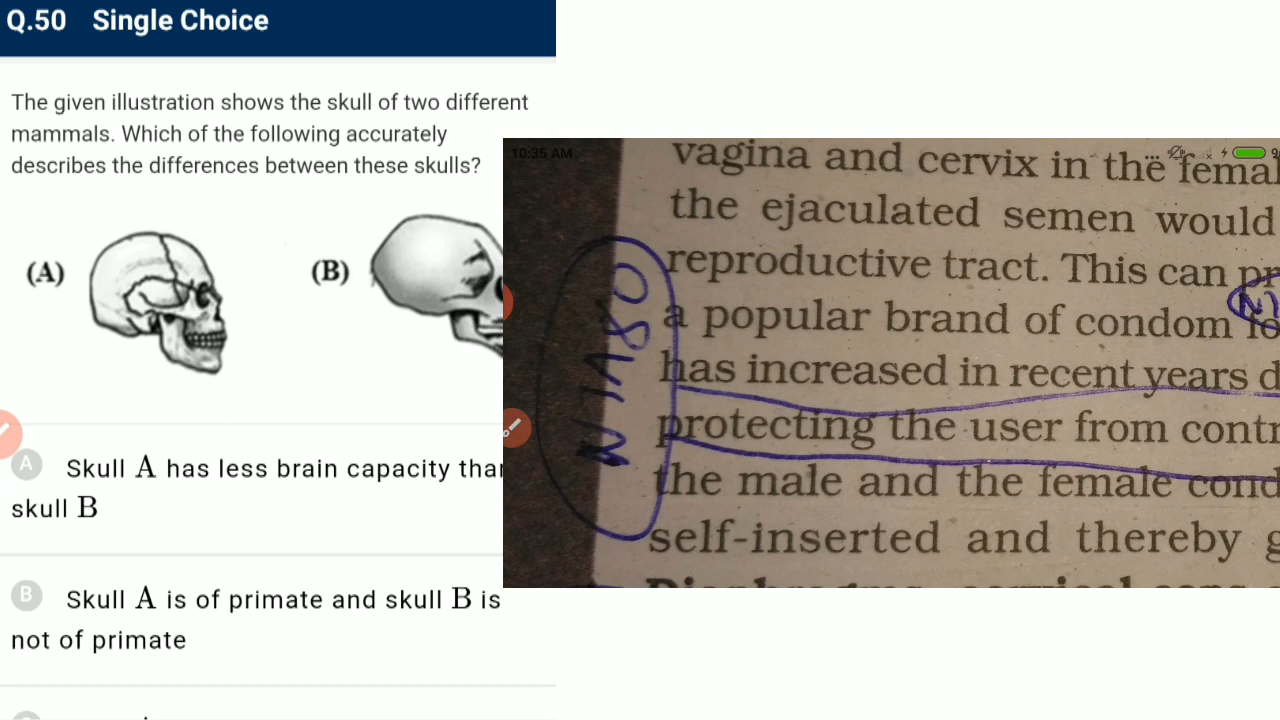 Q.50 Single Choice
The given illustration shows the skull of two different
mammals. Which of the following accurately
describes the differences between these skulls?
(A)
(B)
A Skull A has less brain capacity than
skull B
B Skull A is of primate and skull B is
not of primate
10:35 AM
vagina and cervix in the femal
the ejaculated semen would
reproductive tract. This can pr
a popular brand of condom fo
has increased in recent years d
protecting the user from contr
the male and the female cond
self-inserted and thereby g